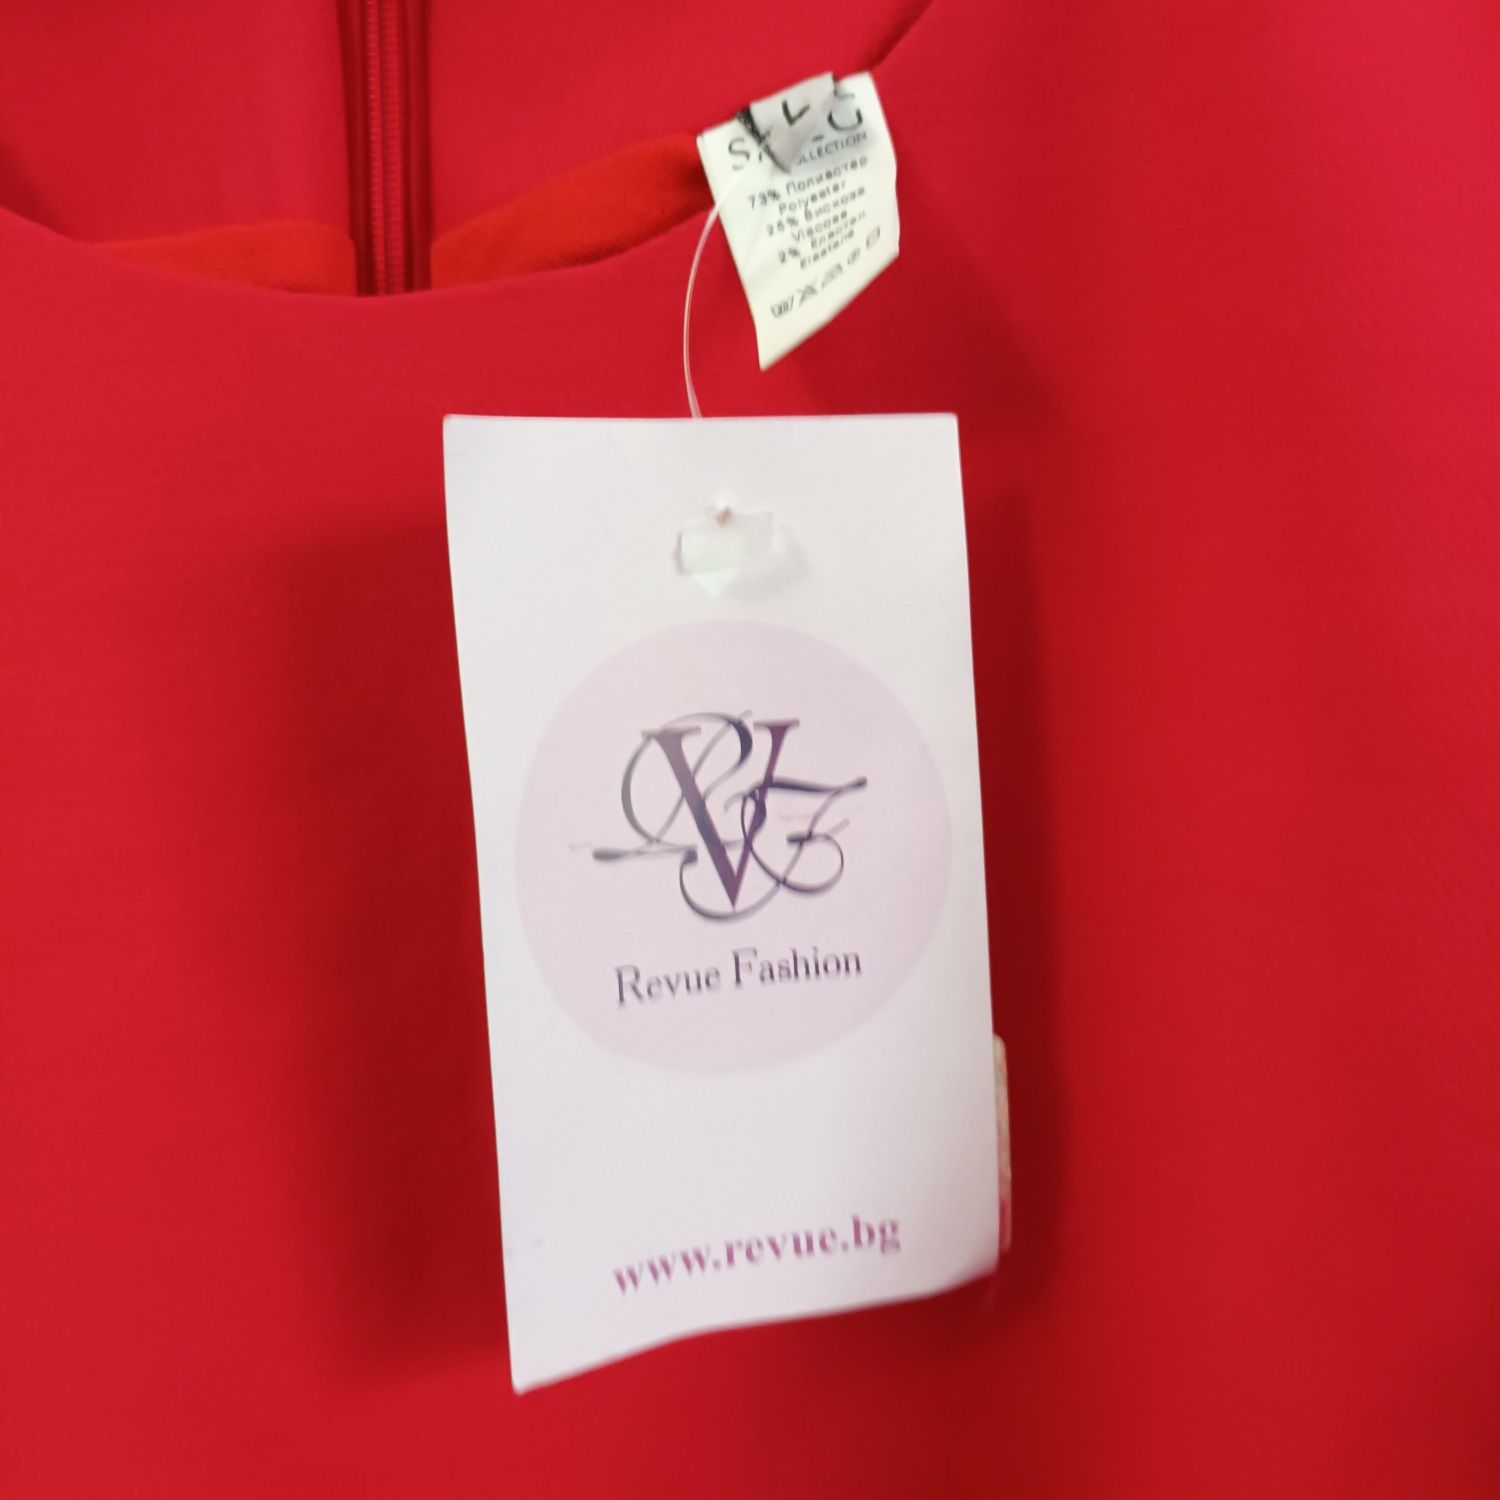 L
COLLECTION
73% Полиестер
Polyester
25% Вискоза
Viscose
2% Еластан
Elastane
Revue Fashion
www.revue.bg